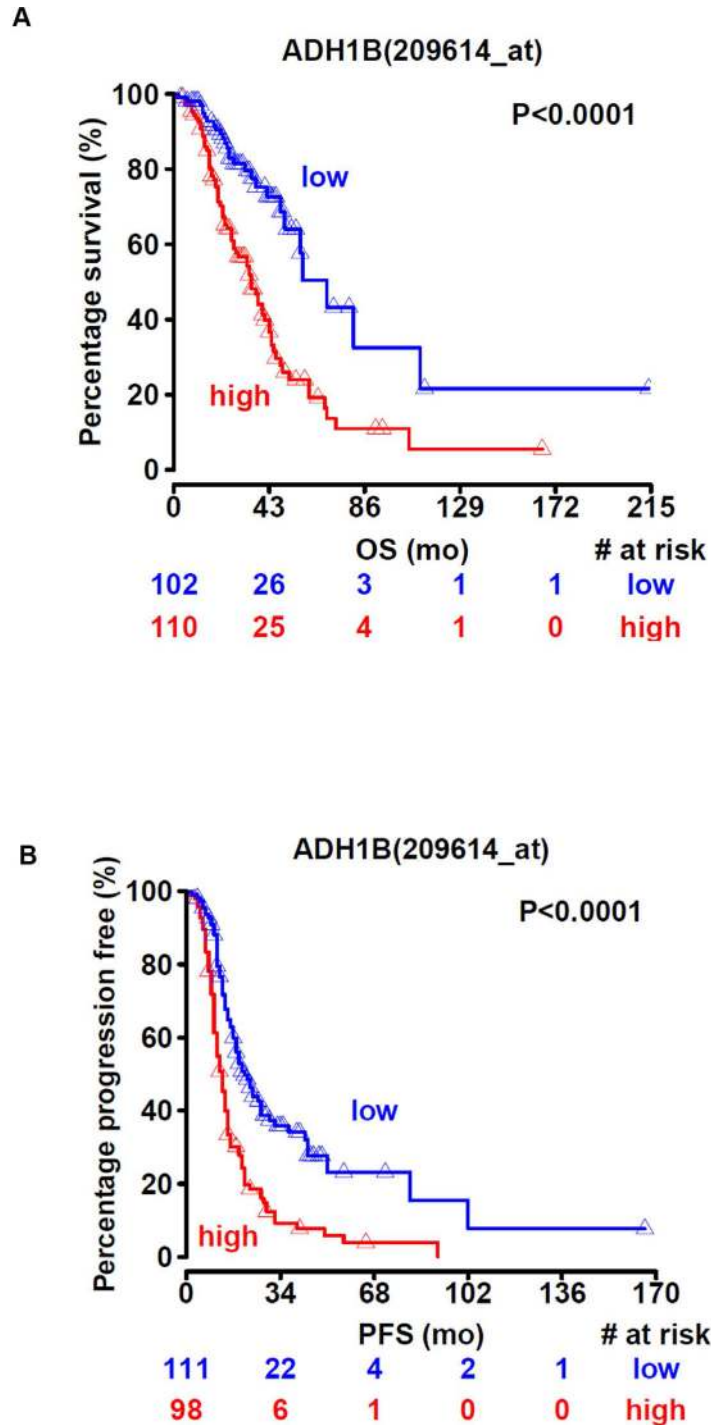 A
ADH1B(209614_at)
P<0.0001
Percentage survival (%)
100
80
60
40
20
0
low
high
0 43 86 129 172 215
OS (mo) # at risk
102 26 3 1 1 low
110 25 4 1 0 high
B
ADH1B(209614_at)
P<0.0001
Percentage progression free (%)
100
80
60
40
20
0
low
high
0 34 68 102 136 170
PFS (mo) # at risk
111 22 4 2 1 low
98 6 1 0 0 high